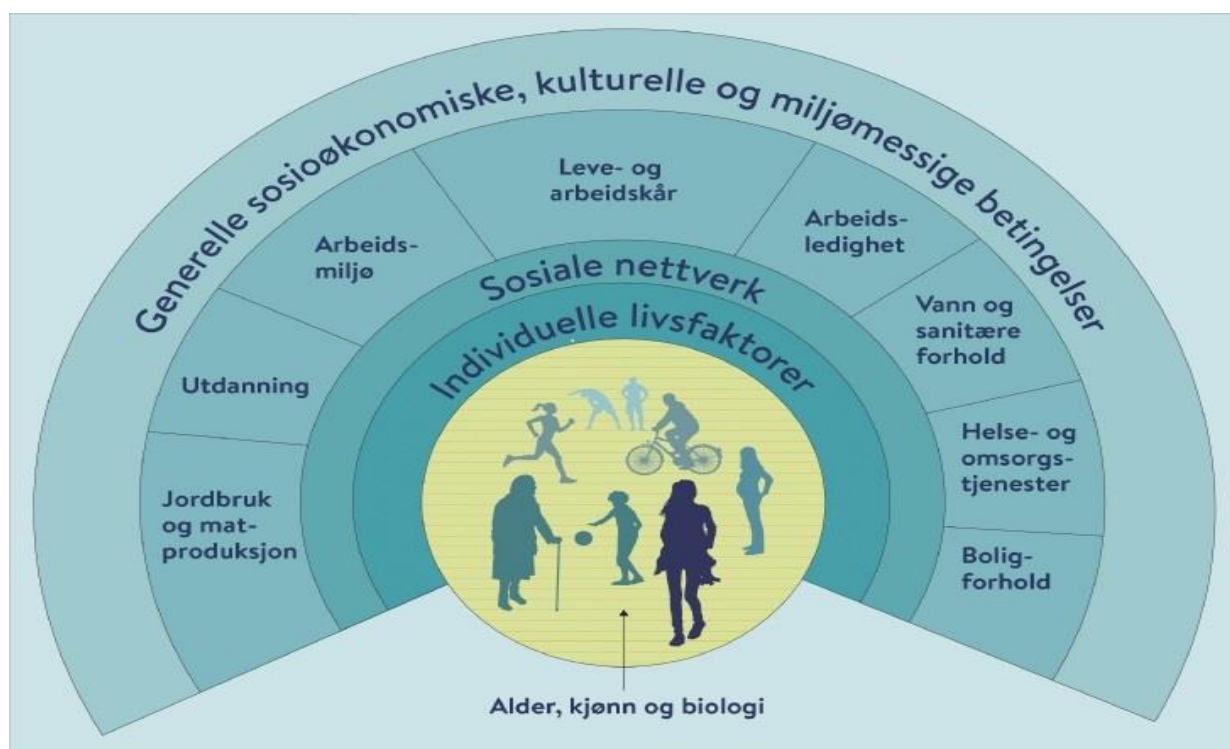 Generelle sosioøkonomiske, kulturelle og miljømessige betingelser
Leve- og
arbeidskår
Arbeids-
miljø
Arbeids-
ledighet
Utdanning
Vann og
sanitære
forhold
Jordbruk
og mat-
produksjon
Helse- og
omsorgs-
tjenester
Bolig-
forhold
Sosiale nettverk
Individuelle livsfaktorer
Alder, kjønn og biologi